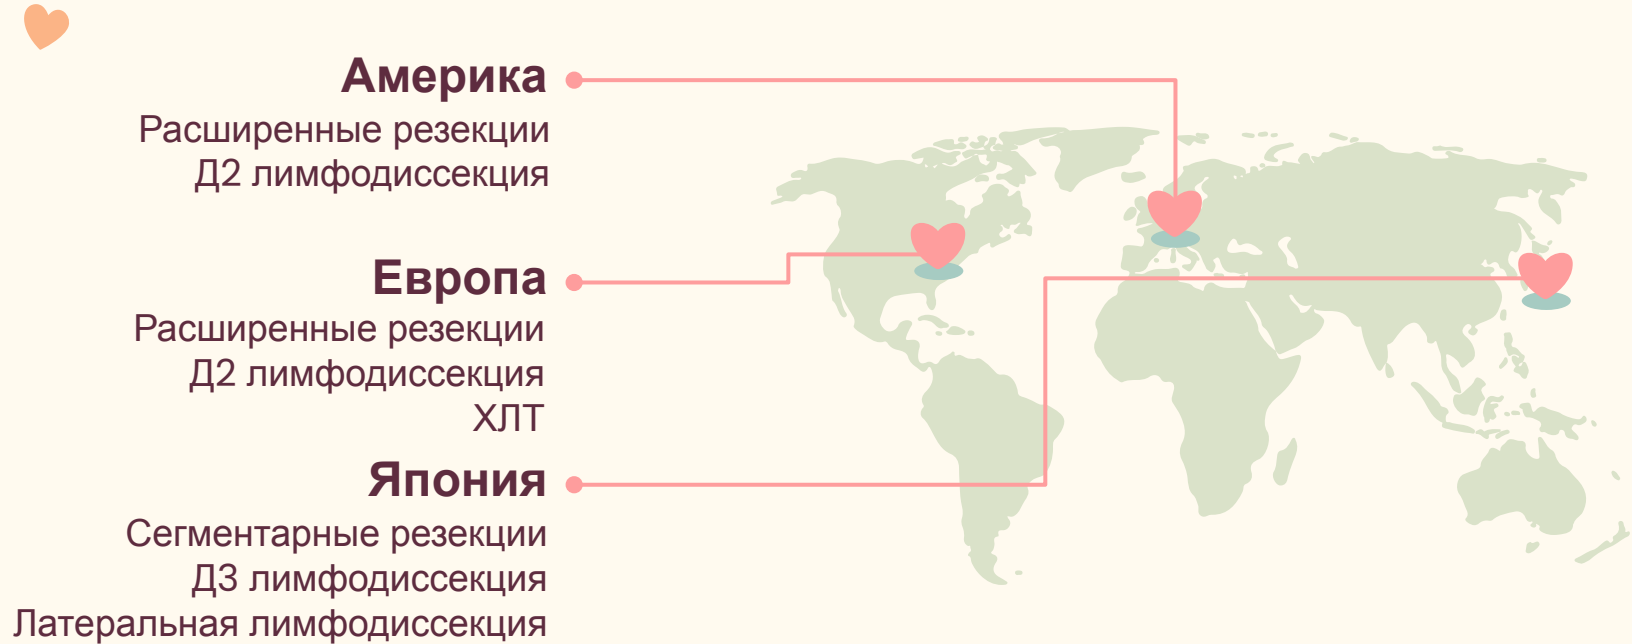 Америка
Расширенные резекции
Д2 лимфодиссекция
Европа
Расширенные резекции
Д2 лимфодиссекция
ХЛТ
Япония
Сегментарные резекции
Д3 лимфодиссекция
Латеральная лимфодиссекция